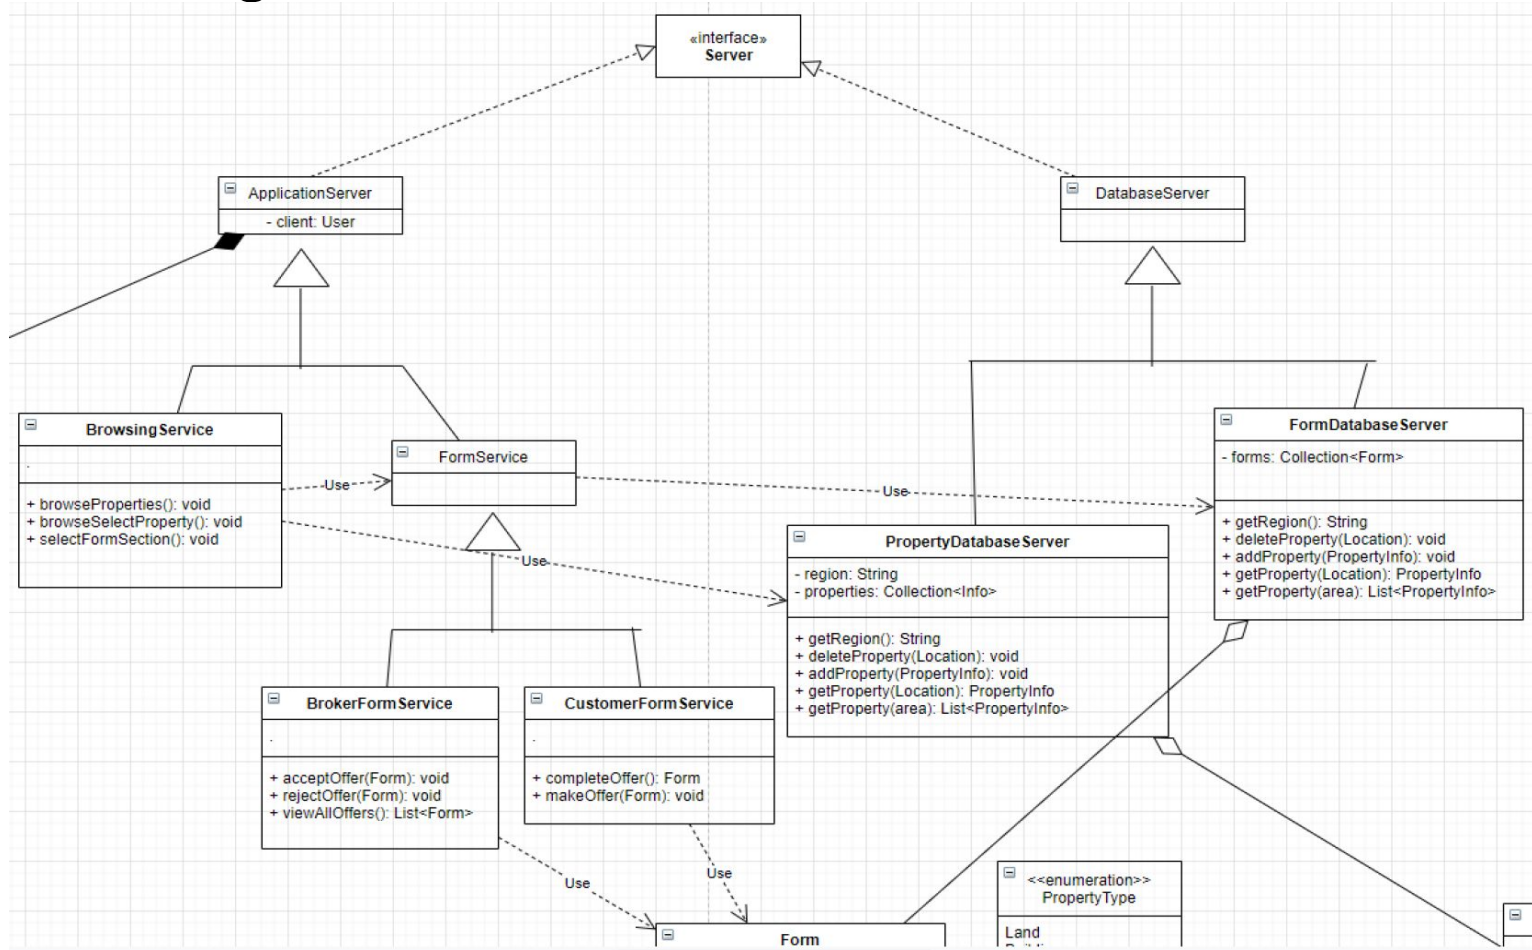 «interface»
Server
ApplicationServer
- client: User
DatabaseServer
BrowsingService
.
+ browseProperties(): void
+ browseSelectProperty(): void
+ selectFormSection(): void
FormService
Use
Use
Use
FormDatabaseServer
- forms: Collection<Form>
+ getRegion(): String
+ deleteProperty(Location): void
+ addProperty(PropertyInfo): void
+ getProperty(Location): PropertyInfo
+ getProperty(area): List<PropertyInfo>
PropertyDatabaseServer
- region: String
- properties: Collection<Info>
+ getRegion(): String
+ deleteProperty(Location): void
+ addProperty(PropertyInfo): void
+ getProperty(Location): PropertyInfo
+ getProperty(area): List<PropertyInfo>
BrokerFormService
.
+ acceptOffer(Form): void
+ rejectOffer(Form): void
+ viewAllOffers(): List<Form>
CustomerFormService
.
+ completeOffer(): Form
+ makeOffer(Form): void
Use
Use
Form
<<enumeration>>
PropertyType
Land